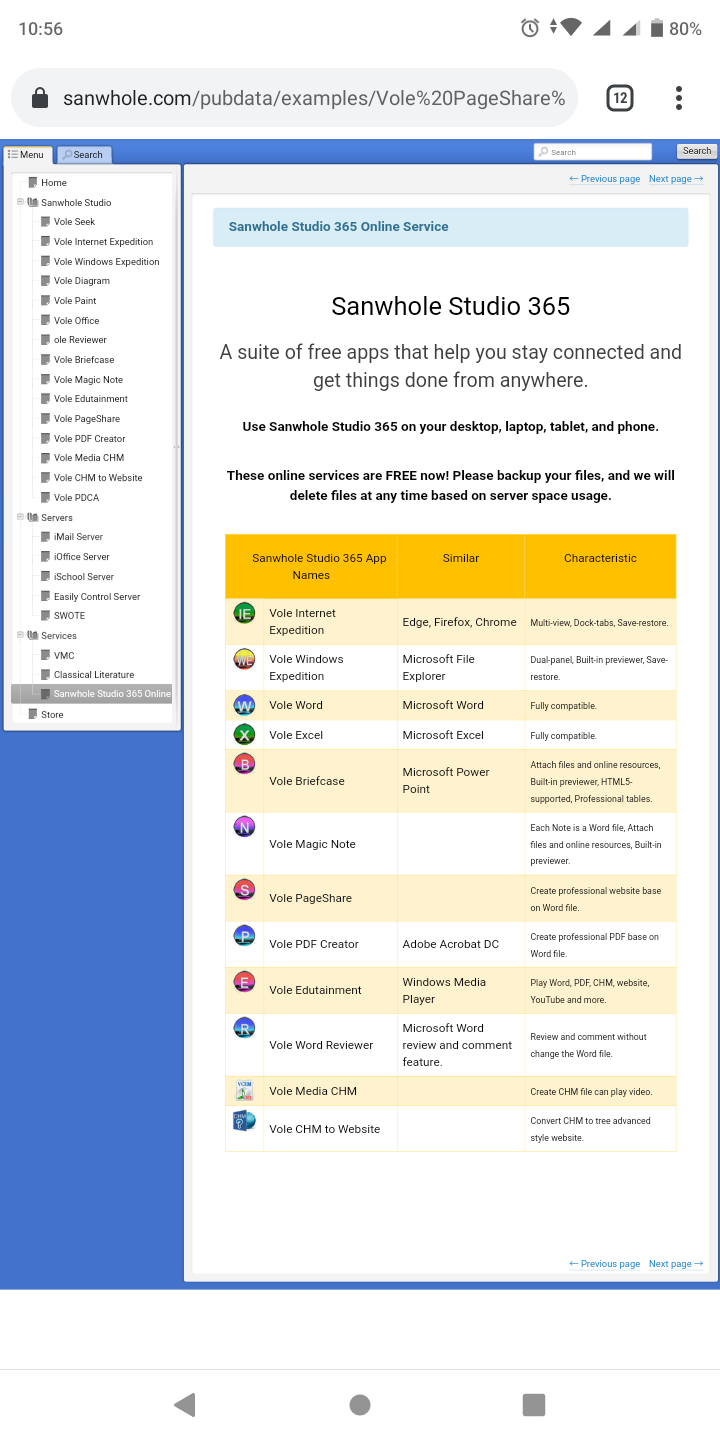 10:56
80%
sanwhole.com/pubdata/examples/Vole%20PageShare%
12
Menu
Search
Search
Search
Home
Sanwhole Studio
Vole Seek
Vole Internet Expedition
Vole Windows Expedition
Vole Diagram
Vole Paint
Vole Office
ole Reviewer
Vole Briefcase
Vole Magic Note
Vole Edutainment
Vole PageShare
Vole PDF Creator
Vole Media CHM
Vole CHM to Website
Vole PDCA
Servers
iMail Server
iOffice Server
iSchool Server
Easily Control Server
SWOTE
Services
VMC
Classical Literature
Sanwhole Studio 365 Online
Store
← Previous page Next page →
Sanwhole Studio 365 Online Service
Sanwhole Studio 365
A suite of free apps that help you stay connected and
get things done from anywhere.
Use Sanwhole Studio 365 on your desktop, laptop, tablet, and phone.
These online services are FREE now! Please backup your files, and we will
delete files at any time based on server space usage.
Sanwhole Studio 365 App
Names
Similar
Characteristic
IE
Vole Internet
Expedition
Edge, Firefox, Chrome
Multi-view, Dock-tabs, Save-restore.
WE
Vole Windows
Expedition
Microsoft File
Explorer
Dual-panel, Built-in previewer, Save-
restore.
W
Vole Word
Microsoft Word
Fully compatible.
X
Vole Excel
Microsoft Excel
Fully compatible.
B
Vole Briefcase
Microsoft Power
Point
Attach files and online resources,
Built-in previewer, HTML5-
supported, Professional tables.
N
Vole Magic Note
Each Note is a Word file, Attach
files and online resources, Built-in
previewer.
S
Vole PageShare
Create professional website base
on Word file.
P
Vole PDF Creator
Adobe Acrobat DC
Create professional PDF base on
Word file.
E
Vole Edutainment
Windows Media
Player
Play Word, PDF, CHM, website,
YouTube and more.
R
Vole Word Reviewer
Microsoft Word
review and comment
feature.
Review and comment without
change the Word file.
VCHM
Vole Media CHM
Create CHM file can play video.
CHM
Vole CHM to Website
Convert CHM to tree advanced
style website.
← Previous page Next page →